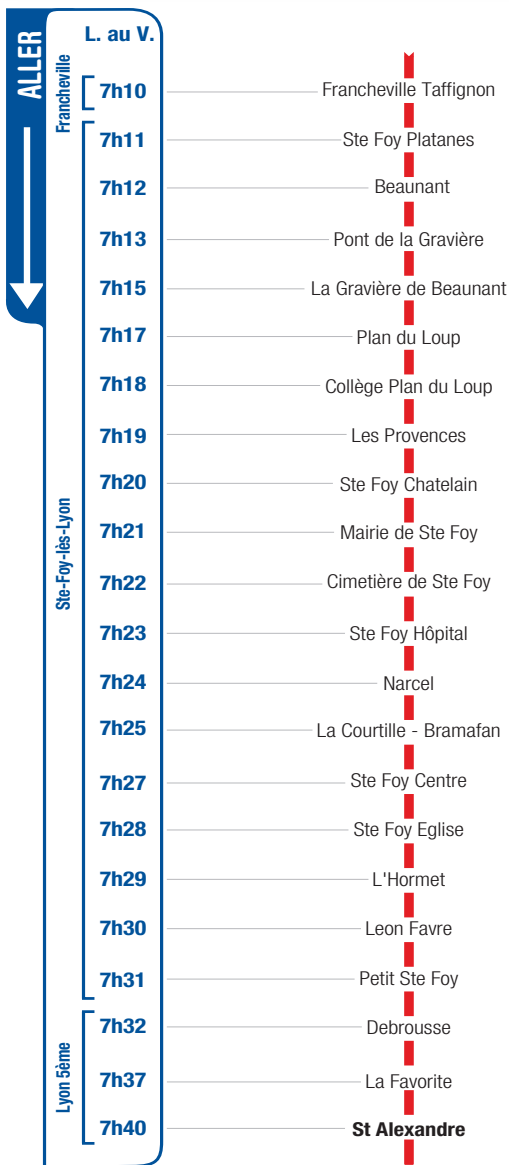 ALLER
L. au V.
Francheville
7h10 Francheville Taffignon
Ste-Foy-lès-Lyon
7h11 Ste Foy Platanes
7h12 Beaunant
7h13 Pont de la Gravière
7h15 La Gravière de Beaunant
7h17 Plan du Loup
7h18 Collège Plan du Loup
7h19 Les Provences
7h20 Ste Foy Chatelain
7h21 Mairie de Ste Foy
7h22 Cimetière de Ste Foy
7h23 Ste Foy Hôpital
7h24 Narcel
7h25 La Courtille - Bramafan
7h27 Ste Foy Centre
7h28 Ste Foy Eglise
7h29 L'Hormet
7h30 Leon Favre
7h31 Petit Ste Foy
Lyon 5ème
7h32 Debrousse
7h37 La Favorite
7h40 St Alexandre